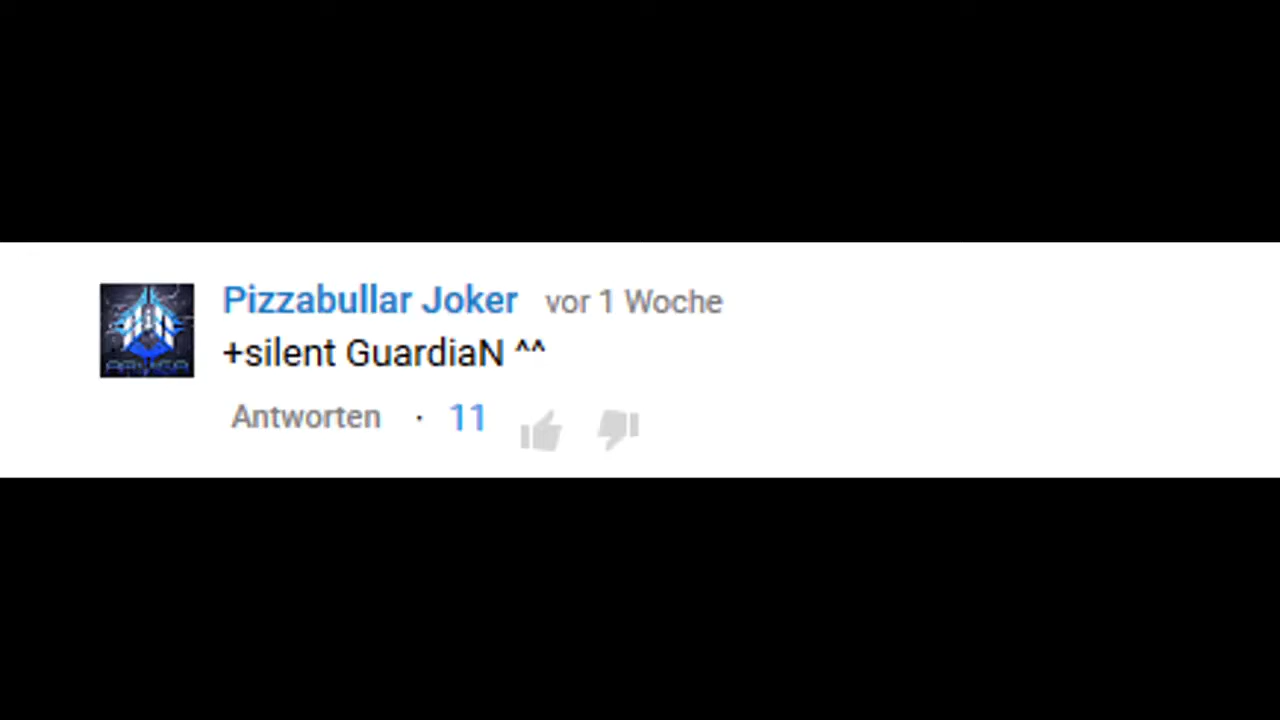 Pizzabullar Joker vor 1 Woche
+silent GuardiaN ^^
Antworten · 11